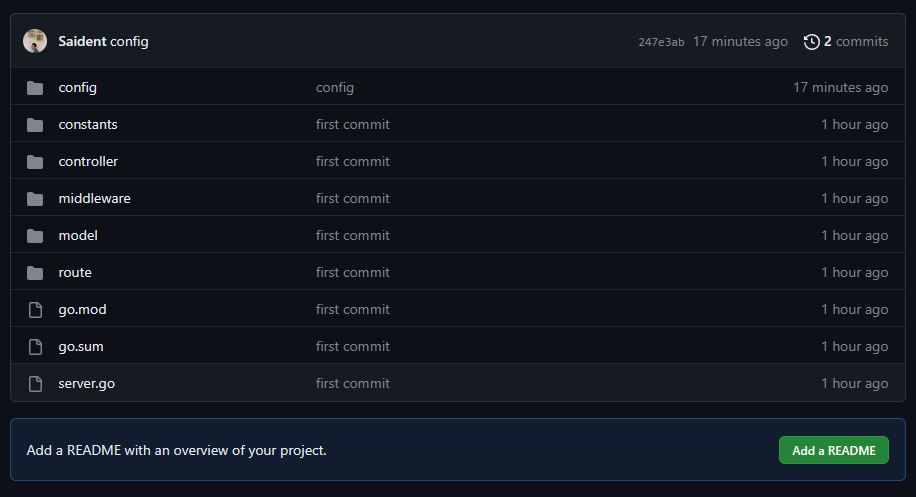 Saident config 247e3ab 17 minutes ago 2 commits
config config 17 minutes ago
constants first commit 1 hour ago
controller first commit 1 hour ago
middleware first commit 1 hour ago
model first commit 1 hour ago
route first commit 1 hour ago
go.mod first commit 1 hour ago
go.sum first commit 1 hour ago
server.go first commit 1 hour ago
Add a README with an overview of your project. Add a README